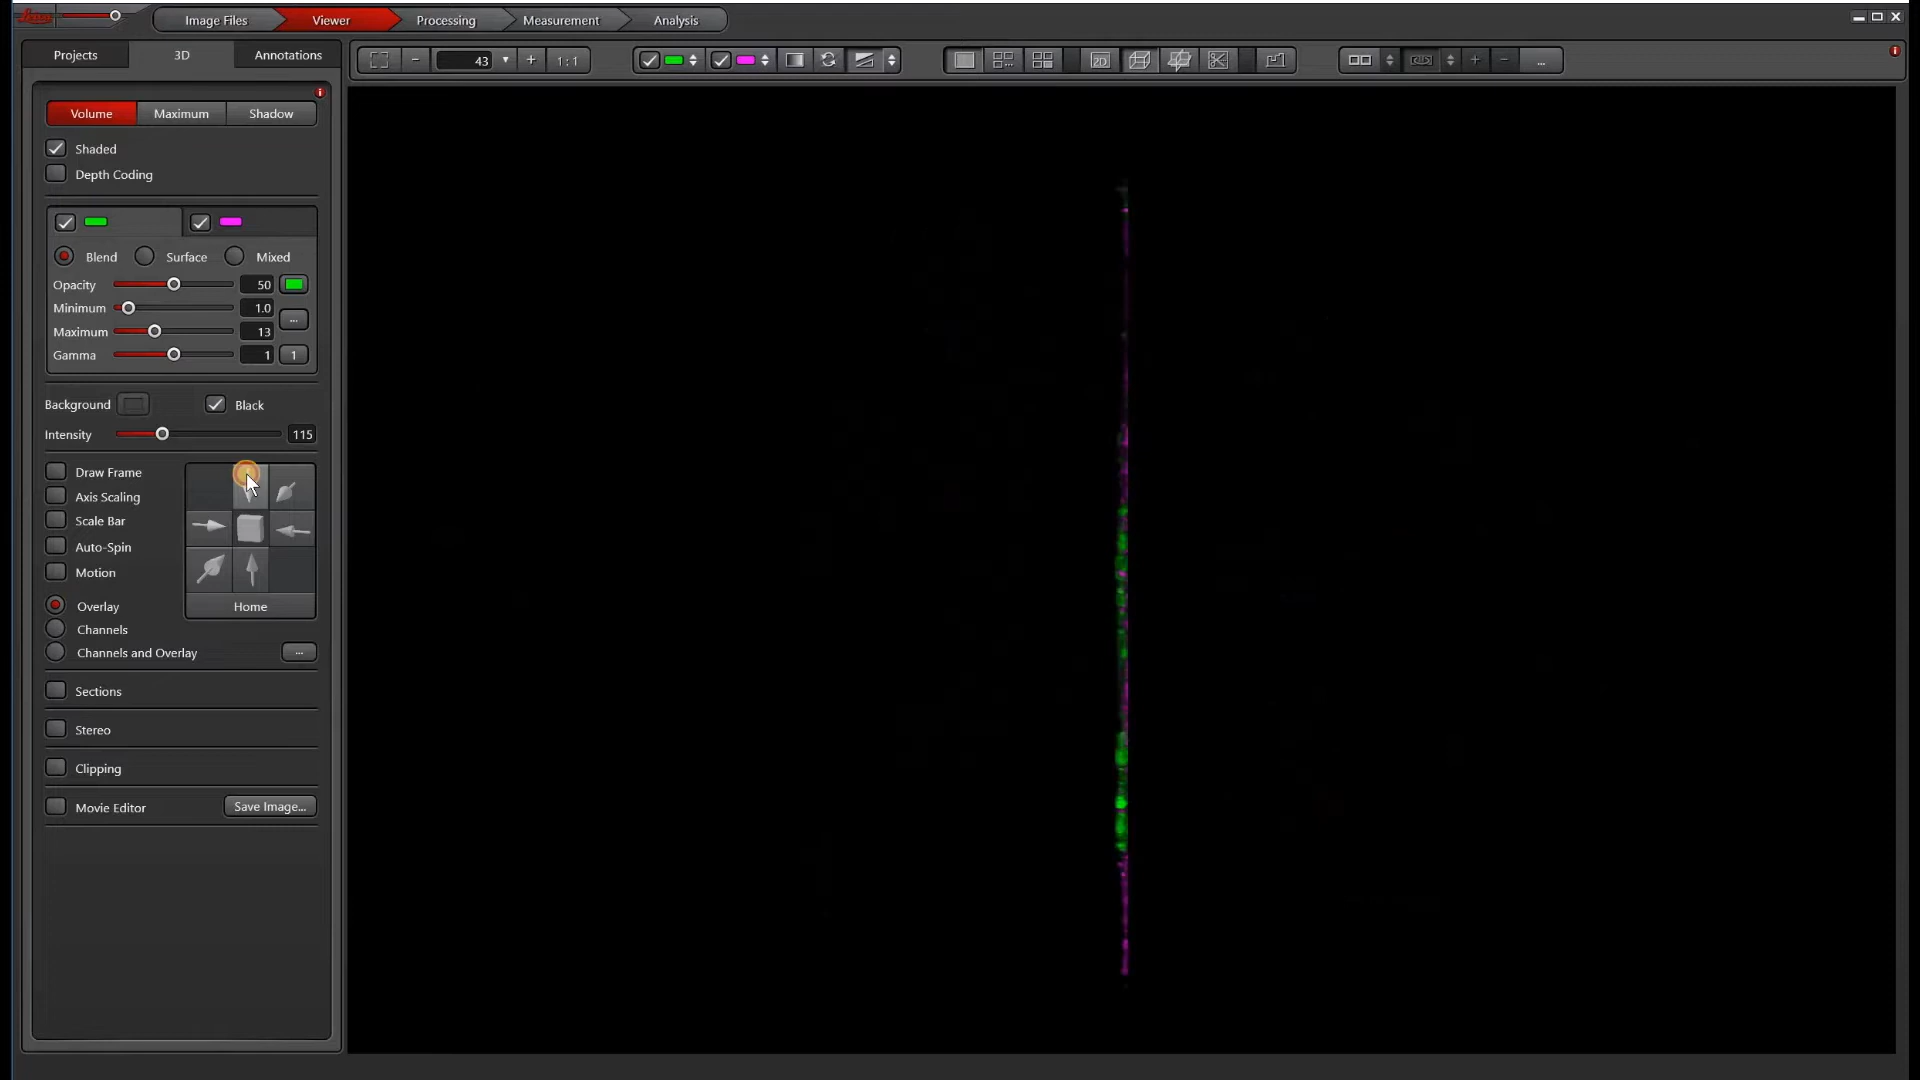 Image Files Viewer Processing Measurement Analysis
Projects 3D Annotations
43 1:1 2D ...
Volume Maximum Shadow
Shaded
Depth Coding
Blend Surface Mixed
Opacity 50
Minimum 1.0
...
Maximum 13
Gamma 1 1
Background Black
Intensity 115
Draw Frame
Axis Scaling
Scale Bar
Auto-Spin
Motion
Overlay Home
Channels
Channels and Overlay ...
Sections
Stereo
Clipping
Movie Editor Save Image...